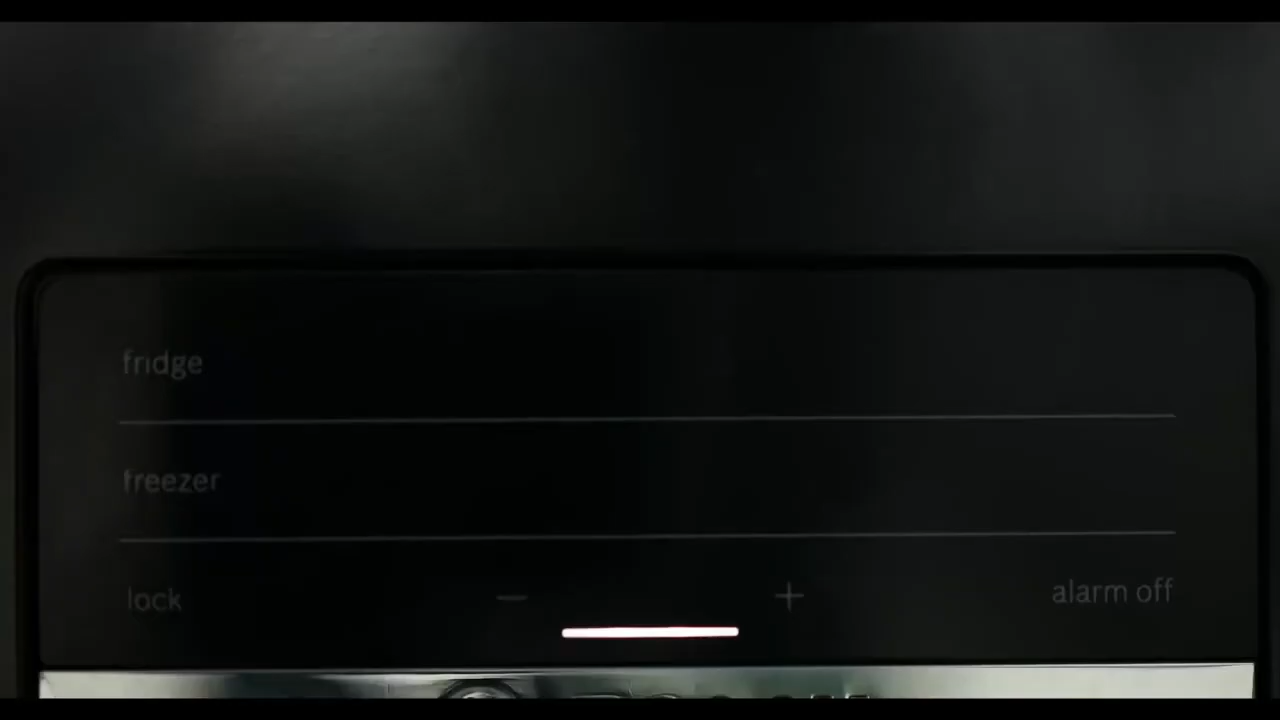 fridge
freezer
lock − + alarm off